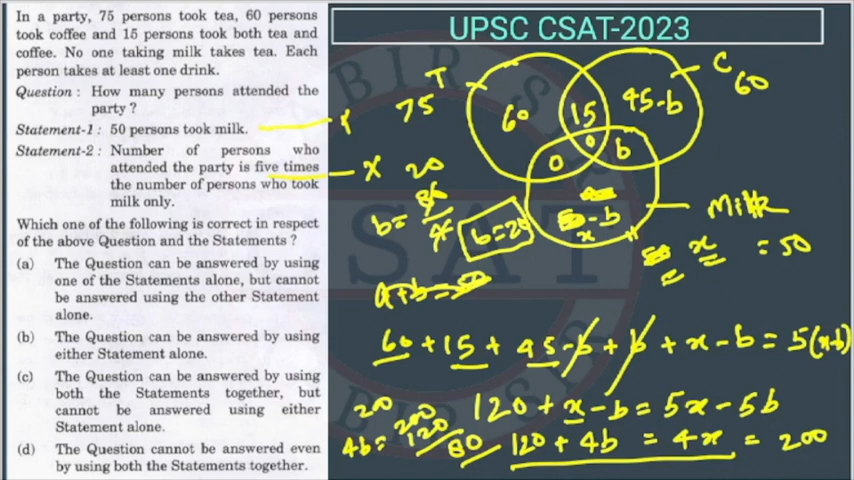 In a party, 75 persons took tea, 60 persons
took coffee and 15 persons took both tea and
coffee. No one taking milk takes tea. Each
person takes at least one drink.
Question : How many persons attended the
party ?
Statement-1 : 50 persons took milk.
Statement-2 : Number of persons who
attended the party is five times
the number of persons who took
milk only.
Which one of the following is correct in respect
of the above Question and the Statements ?
(a) The Question can be answered by using
one of the Statements alone, but cannot
be answered using the other Statement
alone.
(b) The Question can be answered by using
either Statement alone.
(c) The Question can be answered by using
both the Statements together, but
cannot be answered using either
Statement alone.
(d) The Question cannot be answered even
by using both the Statements together.
UPSC CSAT-2023
T
75
C
60
60
15
45-b
0
0
b
X
20
-b
x
Milk
b=
b=20
x = 50
a+b=50
60 + 15 + 45-b + b + x - b = 5(x-b)
120 + x - b = 5x - 5b
20
200
4b = 120
80
120 + 4b = 4x = 200
BIR
CSAT